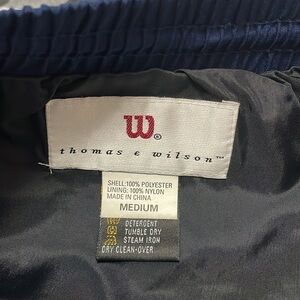 W®
thomas e wilson™
SHELL: 100% POLYESTER
LINING: 100% NYLON
MADE IN CHINA
MEDIUM
DETERGENT
TUMBLE DRY
STEAM IRON
DRY CLEAN-OVER